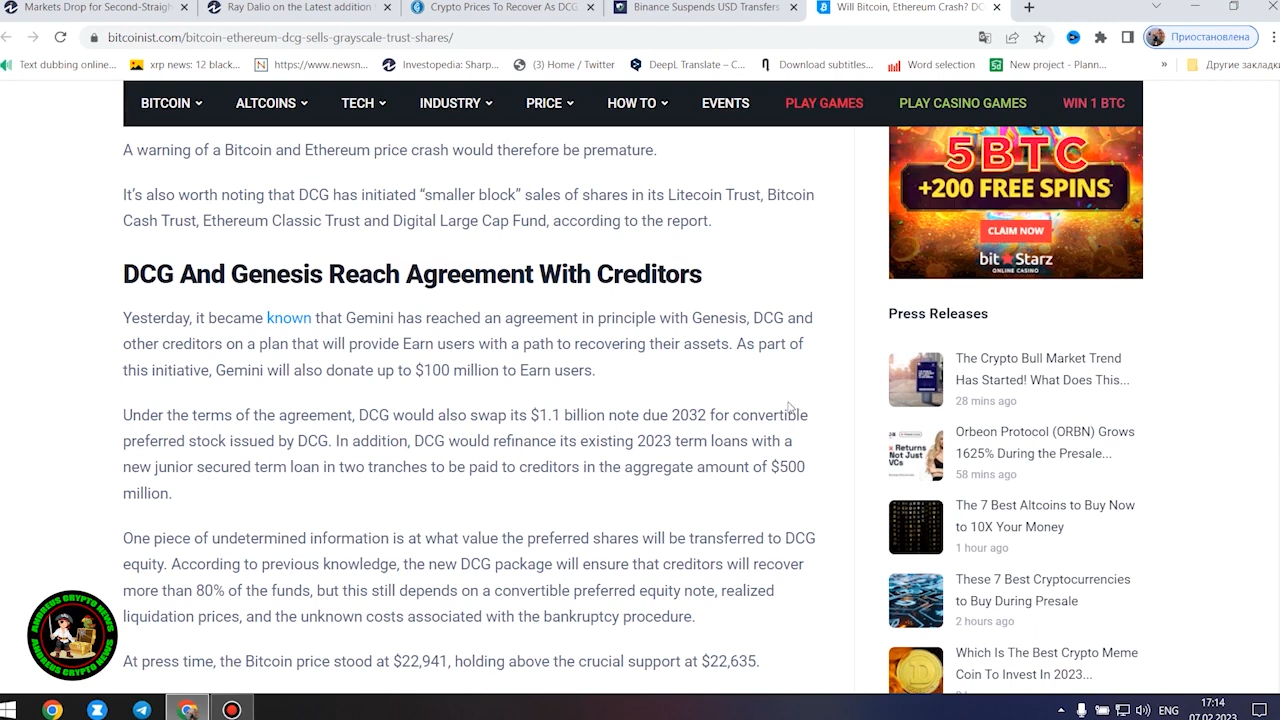 Markets Drop for Second-Straigh
Ray Dalio on the Latest addition
Crypto Prices To Recover As DCG
Binance Suspends USD Transfers
Will Bitcoin, Ethereum Crash? DC
bitcoinist.com/bitcoin-ethereum-dcg-sells-grayscale-trust-shares/
Приостановлена
Text dubbing online...
xrp news: 12 black...
https://www.newsn...
Investopedia: Sharp...
(3) Home / Twitter
DeepL Translate – C...
Download subtitles...
Word selection
New project - Plann...
»
Другие закладки
BITCOIN
ALTCOINS
TECH
INDUSTRY
PRICE
HOW TO
EVENTS
PLAY GAMES
PLAY CASINO GAMES
WIN 1 BTC
A warning of a Bitcoin and Ethereum price crash would therefore be premature.
It’s also worth noting that DCG has initiated “smaller block” sales of shares in its Litecoin Trust, Bitcoin
Cash Trust, Ethereum Classic Trust and Digital Large Cap Fund, according to the report.
DCG And Genesis Reach Agreement With Creditors
Yesterday, it became known that Gemini has reached an agreement in principle with Genesis, DCG and
other creditors on a plan that will provide Earn users with a path to recovering their assets. As part of
this initiative, Gemini will also donate up to $100 million to Earn users.
Under the terms of the agreement, DCG would also swap its $1.1 billion note due 2032 for convertible
preferred stock issued by DCG. In addition, DCG would refinance its existing 2023 term loans with a
new junior secured term loan in two tranches to be paid to creditors in the aggregate amount of $500
million.
One piece of indetermined information is at what value the preferred shares will be transferred to DCG
equity. According to previous knowledge, the new DCG package will ensure that creditors will recover
more than 80% of the funds, but this still depends on a convertible preferred equity note, realized
liquidation prices, and the unknown costs associated with the bankruptcy procedure.
At press time, the Bitcoin price stood at $22,941, holding above the crucial support at $22,635.
5BTC
+200 FREE SPINS
CLAIM NOW
bitstarz
ONLINE CASINO
Press Releases
The Crypto Bull Market Trend
Has Started! What Does This...
28 mins ago
Returns
Not Just
VCs
Orbeon Protocol (ORBN) Grows
1625% During the Presale...
58 mins ago
The 7 Best Altcoins to Buy Now
to 10X Your Money
1 hour ago
These 7 Best Cryptocurrencies
to Buy During Presale
2 hours ago
Which Is The Best Crypto Meme
Coin To Invest In 2023...
ANDREUS CRYPTO NEWS
ANDREUS CRYPTO NEWS
ENG
17:14
07.02.2023